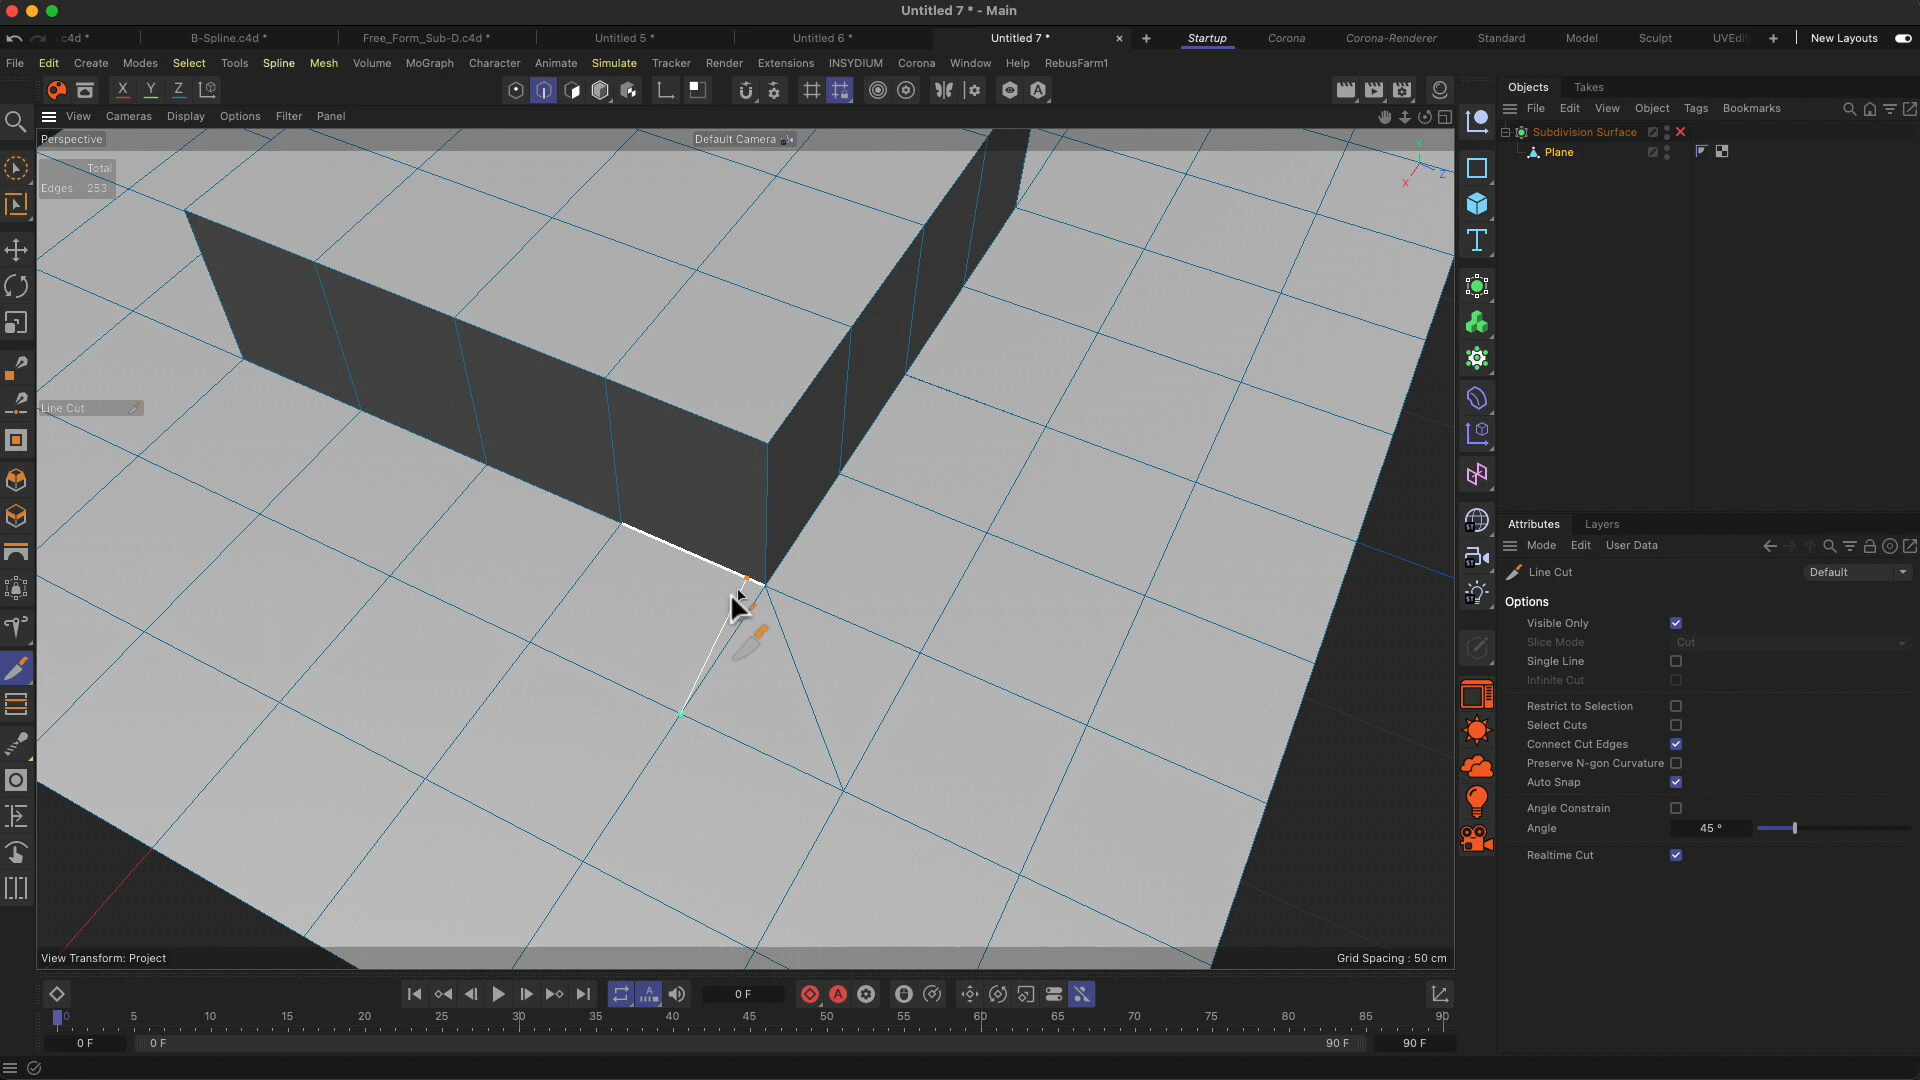 Untitled 7 * - Main
.c4d *
B-Spline.c4d *
Free_Form_Sub-D.c4d *
Untitled 5 *
Untitled 6 *
Untitled 7 *
Startup
Corona
Corona-Renderer
Standard
Model
Sculpt
UVEdi
New Layouts
File Edit Create Modes Select Tools Spline Mesh Volume MoGraph Character Animate Simulate Tracker Render Extensions INSYDIUM Corona Window Help RebusFarm1
X Y Z
View Cameras Display Options Filter Panel
Perspective
Default Camera
Total
Edges 253
Line Cut
Y
X
Z
View Transform: Project
Grid Spacing : 50 cm
Objects Takes
File Edit View Object Tags Bookmarks
Subdivision Surface
Plane
Attributes Layers
Mode Edit User Data
Line Cut
Default
Options
Visible Only
Slice Mode Cut
Single Line
Infinite Cut
Restrict to Selection
Select Cuts
Connect Cut Edges
Preserve N-gon Curvature
Auto Snap
Angle Constrain
Angle 45 °
Realtime Cut
0 F
0 5 10 15 20 25 30 35 40 45 50 55 60 65 70 75 80 85 90
0 F 0 F 90 F 90 F